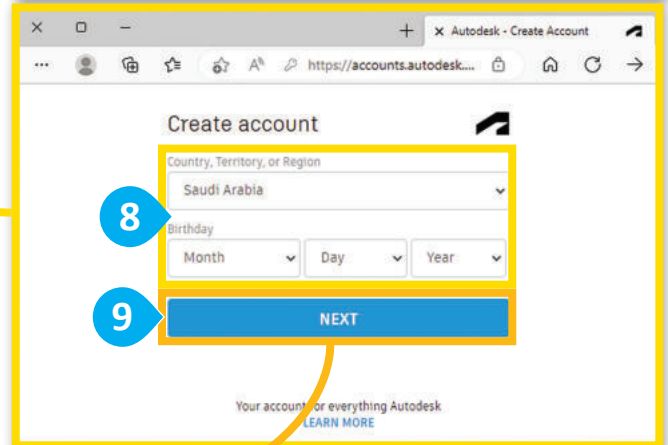 Autodesk - Create Account
https://accounts.autodesk....
Create account
Country, Territory, or Region
Saudi Arabia
8
Birthday
Month Day Year
9
NEXT
Your account for everything Autodesk
LEARN MORE